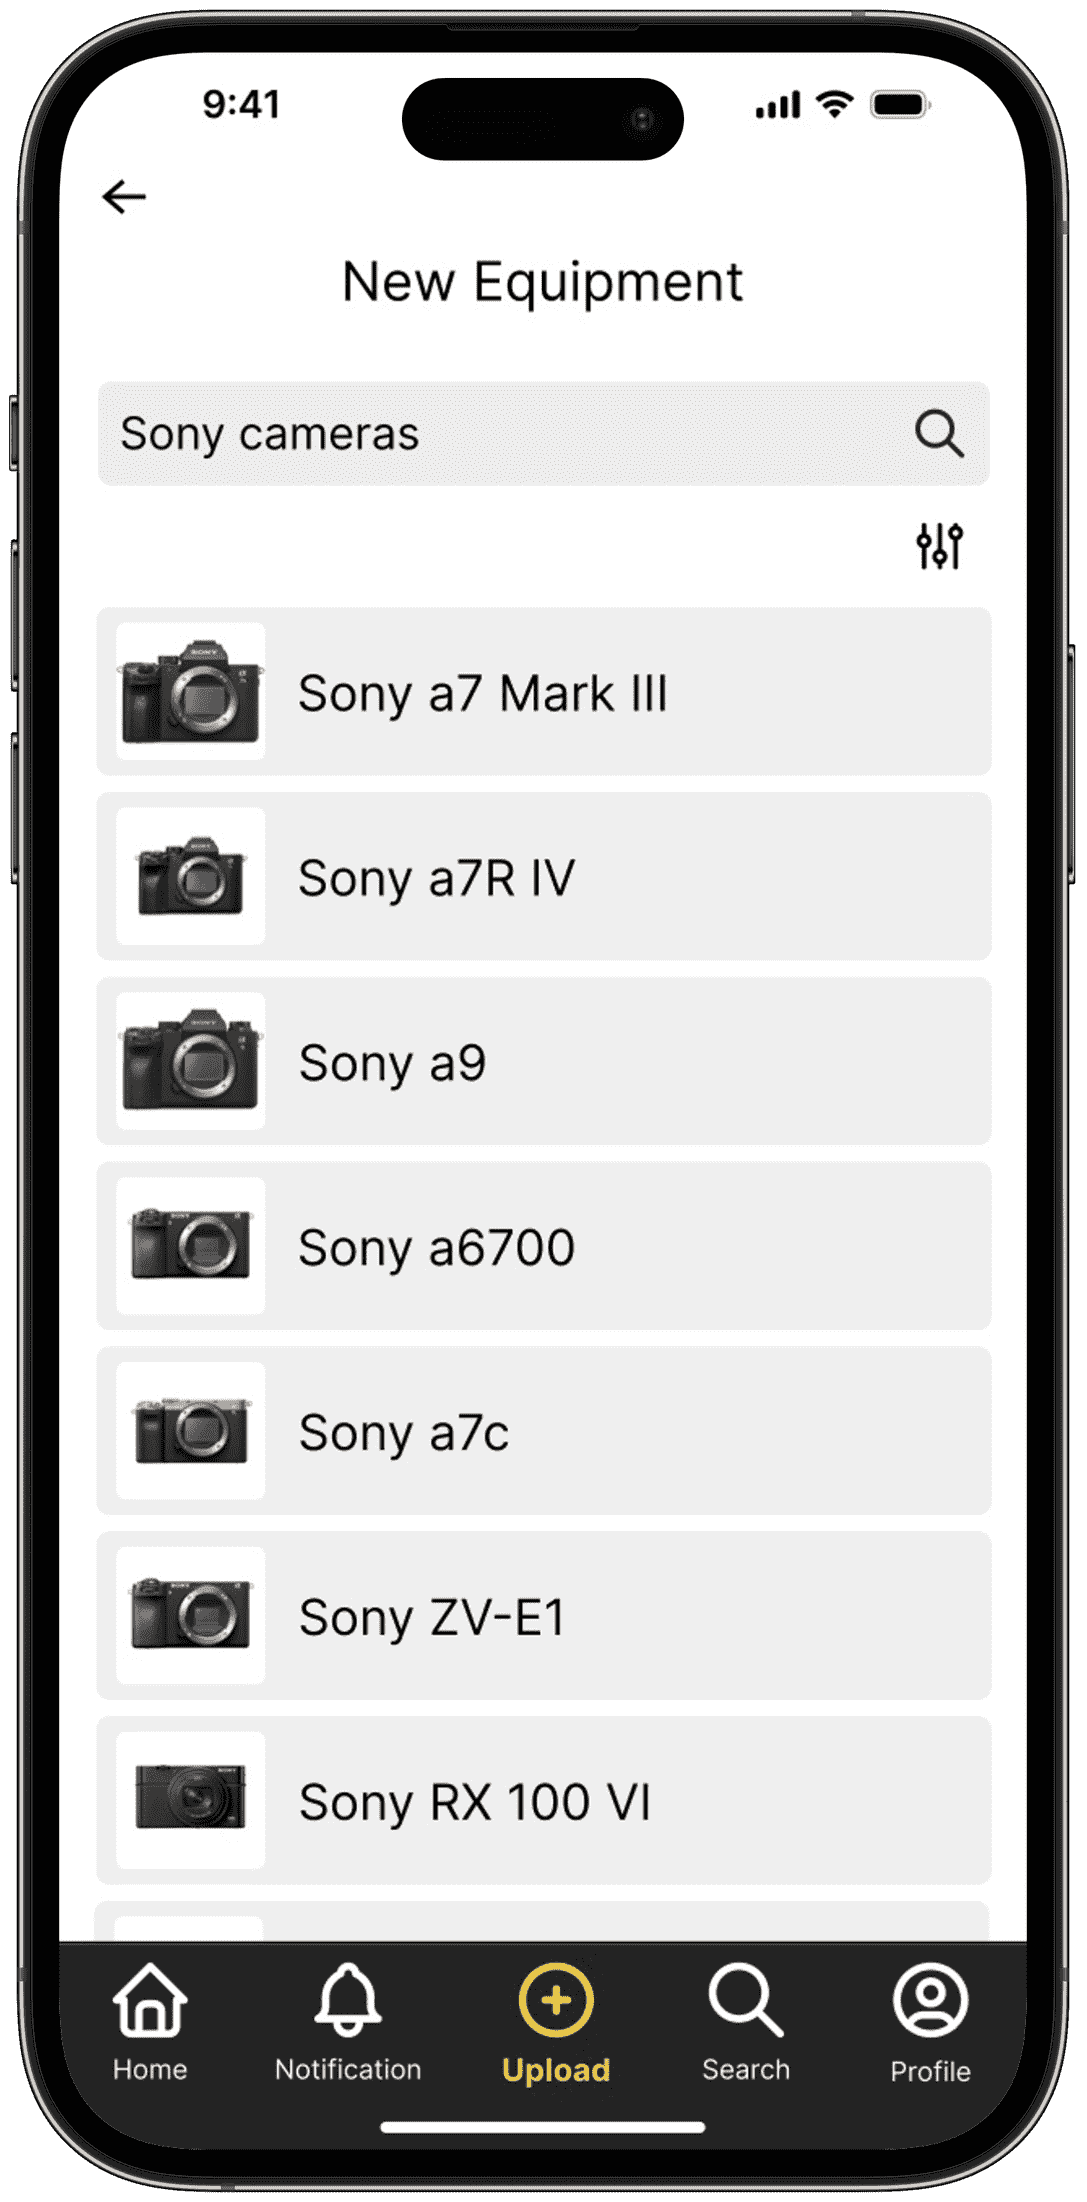 9:41
New Equipment
Sony cameras
Sony a7 Mark III
Sony a7R IV
Sony a9
Sony a6700
Sony a7c
Sony ZV-E1
Sony RX 100 VI
Home
Notification
Upload
Search
Profile